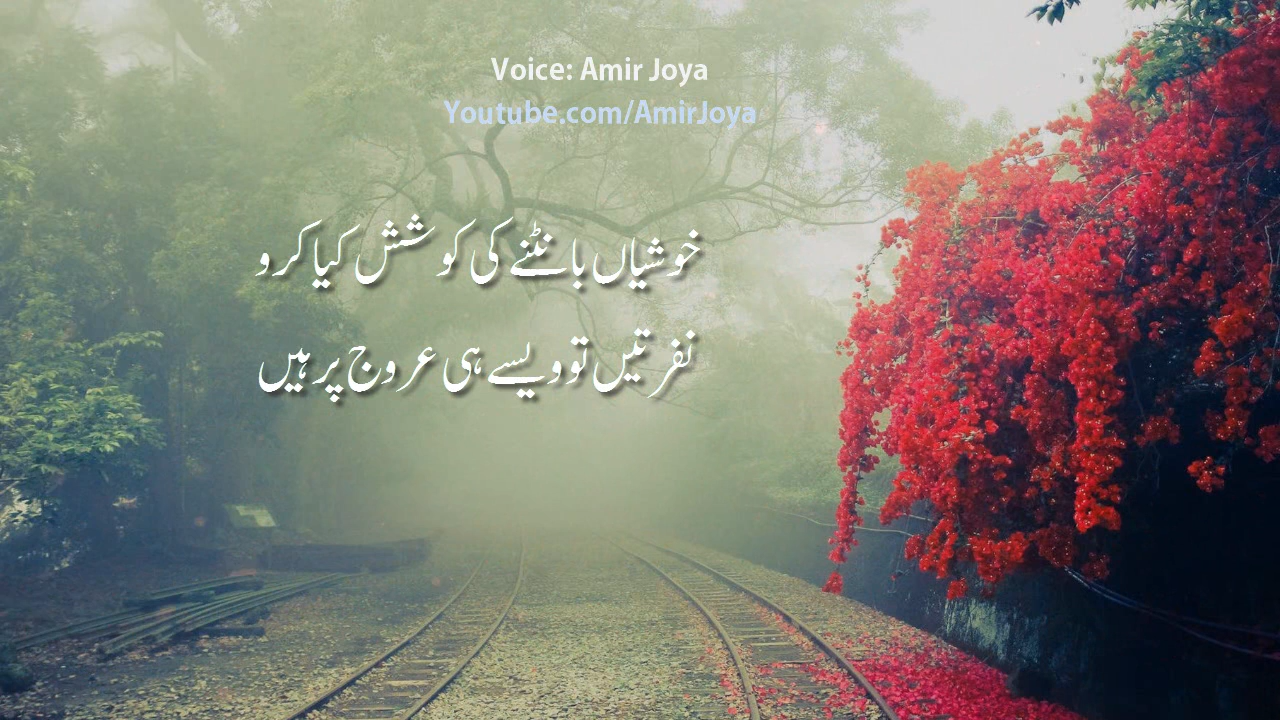 Voice: Amir Joya
Youtube.com/AmirJoya
خوشیاں بانٹنے کی کوشش کیا کرو
نفرتیں تو ویسے ہی عروج پر ہیں